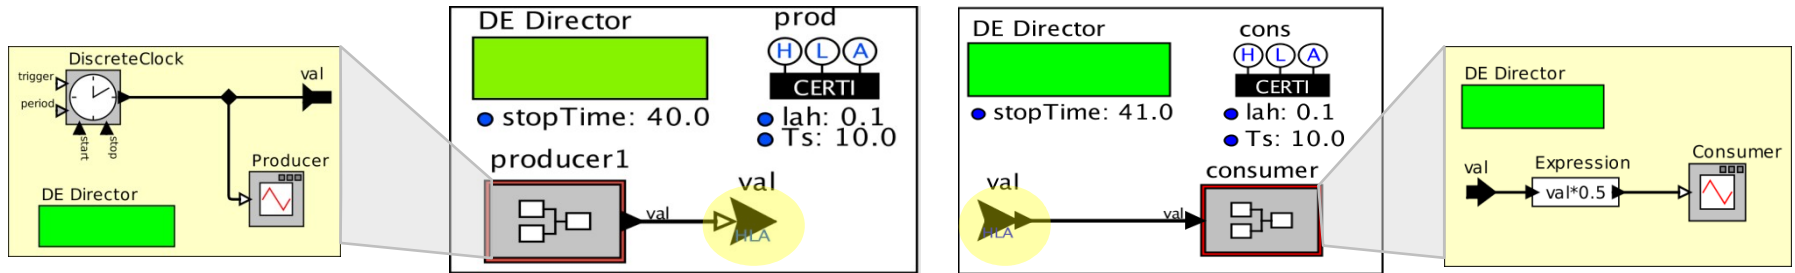 DiscreteClock
trigger
period
start
stop
val
Producer
DE Director
DE Director
prod
H L A
CERTI
stopTime: 40.0
lah: 0.1
Ts: 10.0
producer1
val
val
HLA
DE Director
cons
H L A
CERTI
stopTime: 41.0
lah: 0.1
Ts: 10.0
consumer
val
val
HLA
DE Director
val
Expression
Consumer
val*0.5